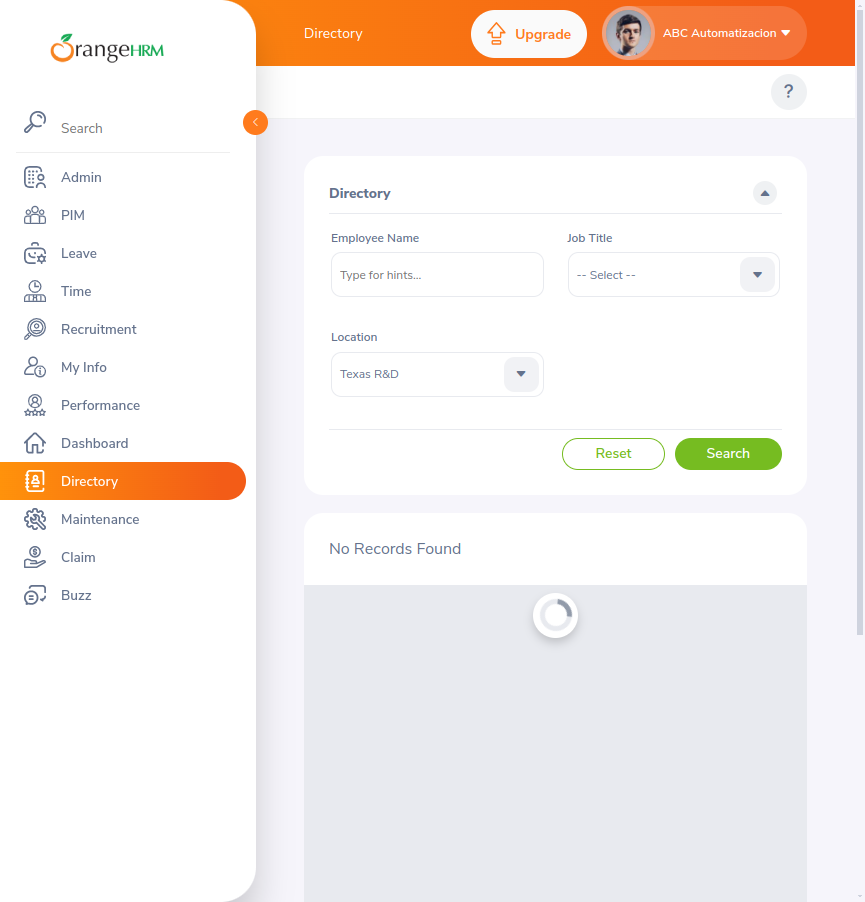 OrangeHRM
Directory
Upgrade
ABC Automatizacion
?
Search
Admin
PIM
Leave
Time
Recruitment
My Info
Performance
Dashboard
Directory
Maintenance
Claim
Buzz
Directory
Employee Name
Job Title
Type for hints...
-- Select --
Location
Texas R&D
Reset
Search
No Records Found